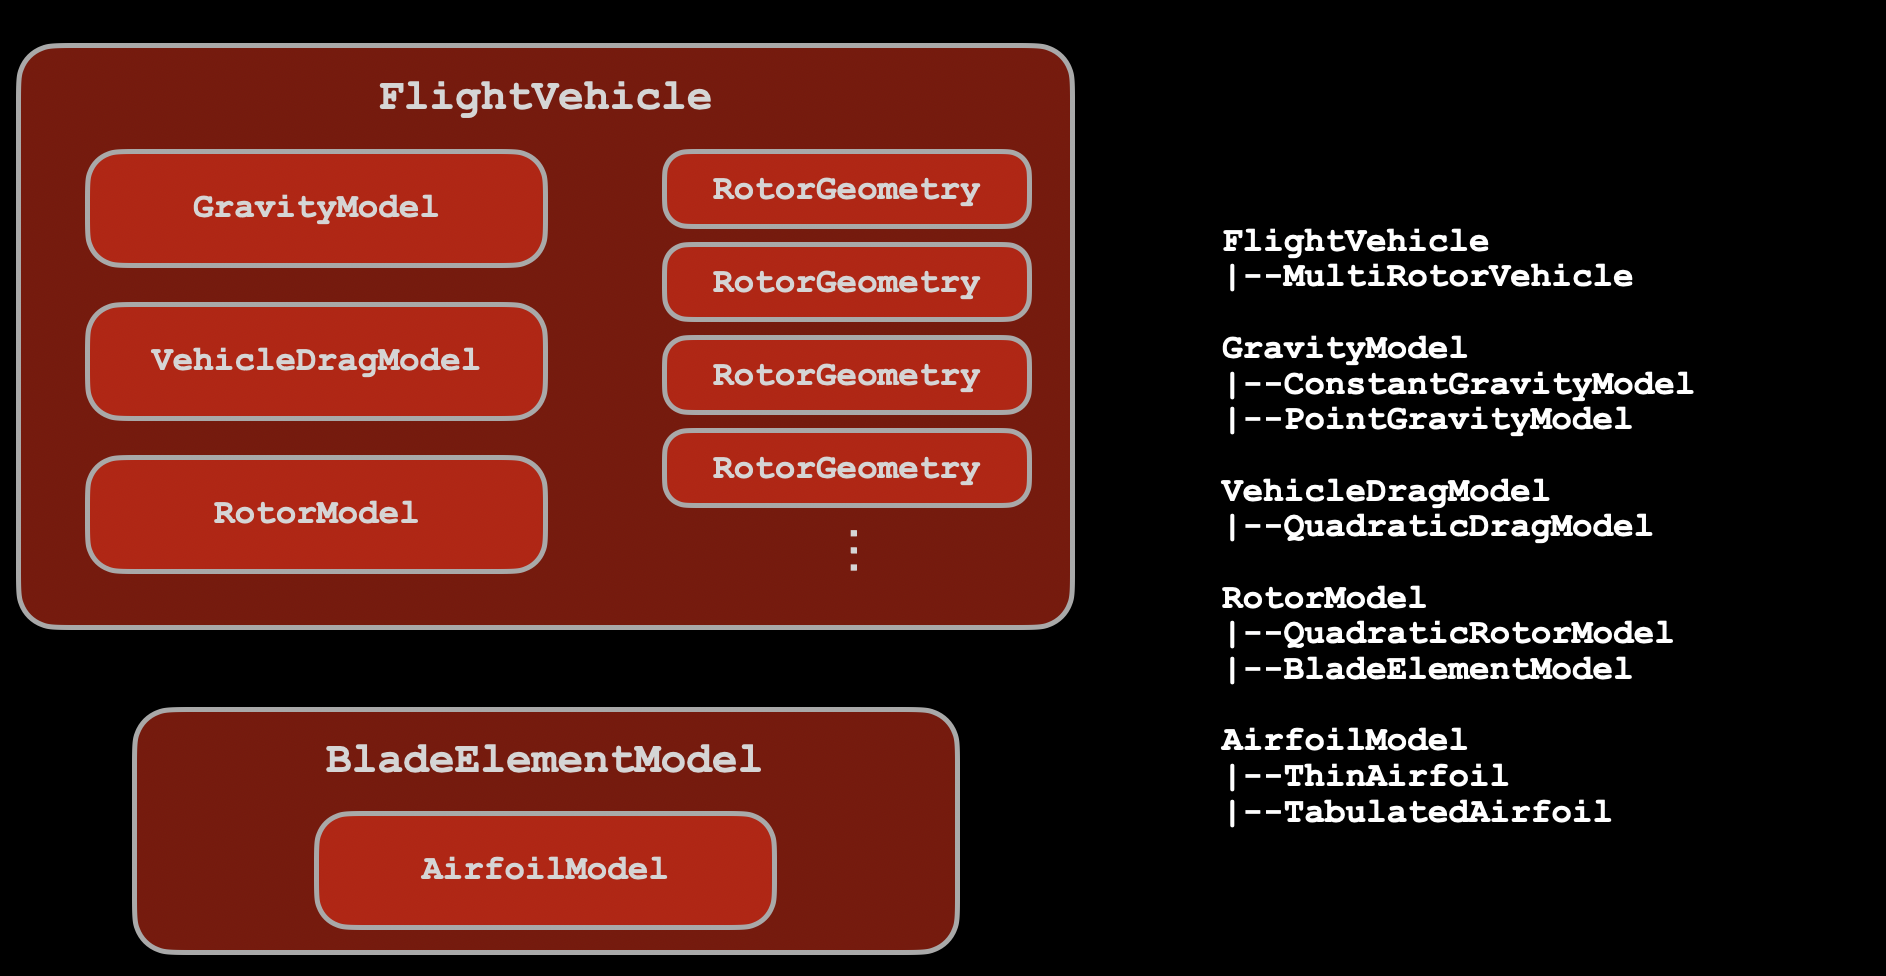 FlightVehicle
GravityModel
VehicleDragModel
RotorModel
RotorGeometry
RotorGeometry
RotorGeometry
RotorGeometry
⋮
BladeElementModel
AirfoilModel
FlightVehicle
|--MultiRotorVehicle
GravityModel
|--ConstantGravityModel
|--PointGravityModel
VehicleDragModel
|--QuadraticDragModel
RotorModel
|--QuadraticRotorModel
|--BladeElementModel
AirfoilModel
|--ThinAirfoil
|--TabulatedAirfoil